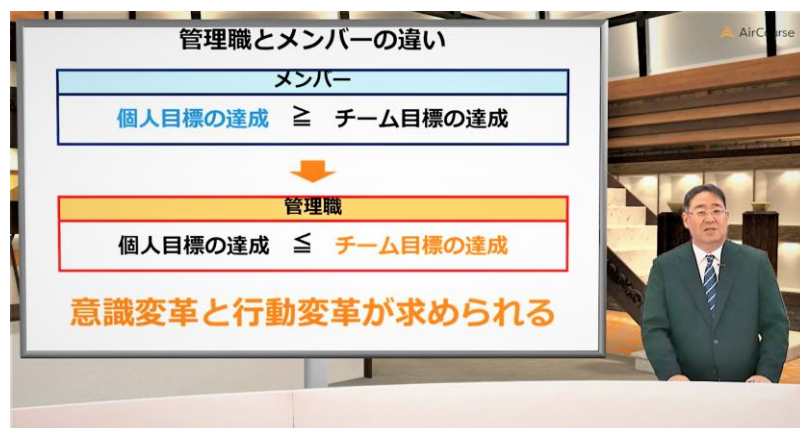 管理職とメンバーの違い
メンバー
個人目標の達成 ≧ チーム目標の達成
管理職
個人目標の達成 ≦ チーム目標の達成
意識変革と行動変革が求められる
AirCourse